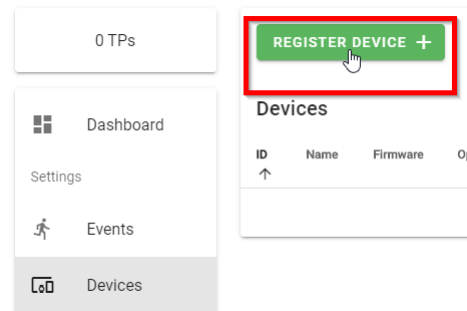 0 TPs
REGISTER DEVICE +
Dashboard
Settings
Events
Devices
Devices
ID Name Firmware